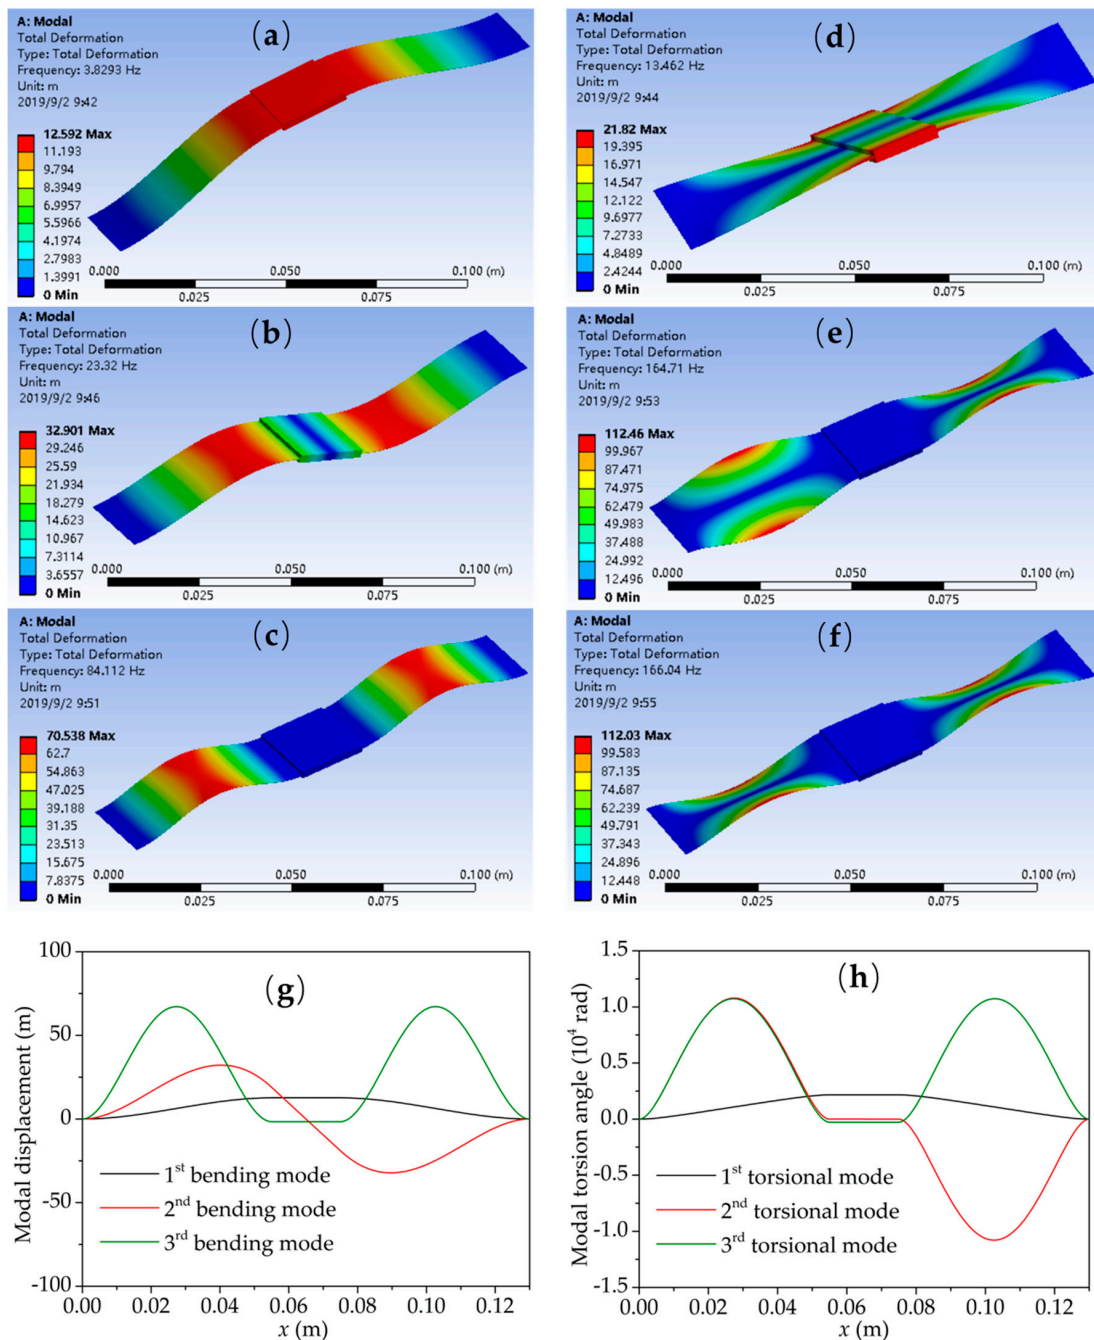 A: Modal
Total Deformation
Type: Total Deformation
Frequency: 3.8293 Hz
Unit: m
2019/9/2 9:42
(a)
12.592 Max
11.193
9.794
8.3949
6.9957
5.5966
4.1974
2.7983
1.3991
0 Min
0.000
0.050
0.100 (m)
0.025
0.075
A: Modal
Total Deformation
Type: Total Deformation
Frequency: 13.462 Hz
Unit: m
2019/9/2 9:44
(d)
21.82 Max
19.395
16.971
14.547
12.122
9.6977
7.2733
4.8489
2.4244
0 Min
0.000
0.050
0.100 (m)
0.025
0.075
A: Modal
Total Deformation
Type: Total Deformation
Frequency: 23.32 Hz
Unit: m
2019/9/2 9:46
(b)
32.901 Max
29.246
25.59
21.934
18.279
14.623
10.967
7.3114
3.6557
0 Min
0.000
0.050
0.100 (m)
0.025
0.075
A: Modal
Total Deformation
Type: Total Deformation
Frequency: 164.71 Hz
Unit: m
2019/9/2 9:53
(e)
112.46 Max
99.967
87.471
74.975
62.479
49.983
37.488
24.992
12.496
0 Min
0.000
0.050
0.100 (m)
0.025
0.075
A: Modal
Total Deformation
Type: Total Deformation
Frequency: 84.112 Hz
Unit: m
2019/9/2 9:51
(c)
70.538 Max
62.7
54.863
47.025
39.188
31.35
23.513
15.675
7.8375
0 Min
0.000
0.050
0.100 (m)
0.025
0.075
A: Modal
Total Deformation
Type: Total Deformation
Frequency: 166.04 Hz
Unit: m
2019/9/2 9:55
(f)
112.03 Max
99.583
87.135
74.687
62.239
49.791
37.343
24.896
12.448
0 Min
0.000
0.050
0.100 (m)
0.025
0.075
(g)
Modal displacement (m)
100
50
0
-50
-100
1st bending mode
2nd bending mode
3rd bending mode
0.00 0.02 0.04 0.06 0.08 0.10 0.12
x (m)
(h)
Modal torsion angle (10⁴ rad)
1.5
1.0
0.5
0.0
-0.5
-1.0
-1.5
1st torsional mode
2nd torsional mode
3rd torsional mode
0.00 0.02 0.04 0.06 0.08 0.10 0.12
x (m)